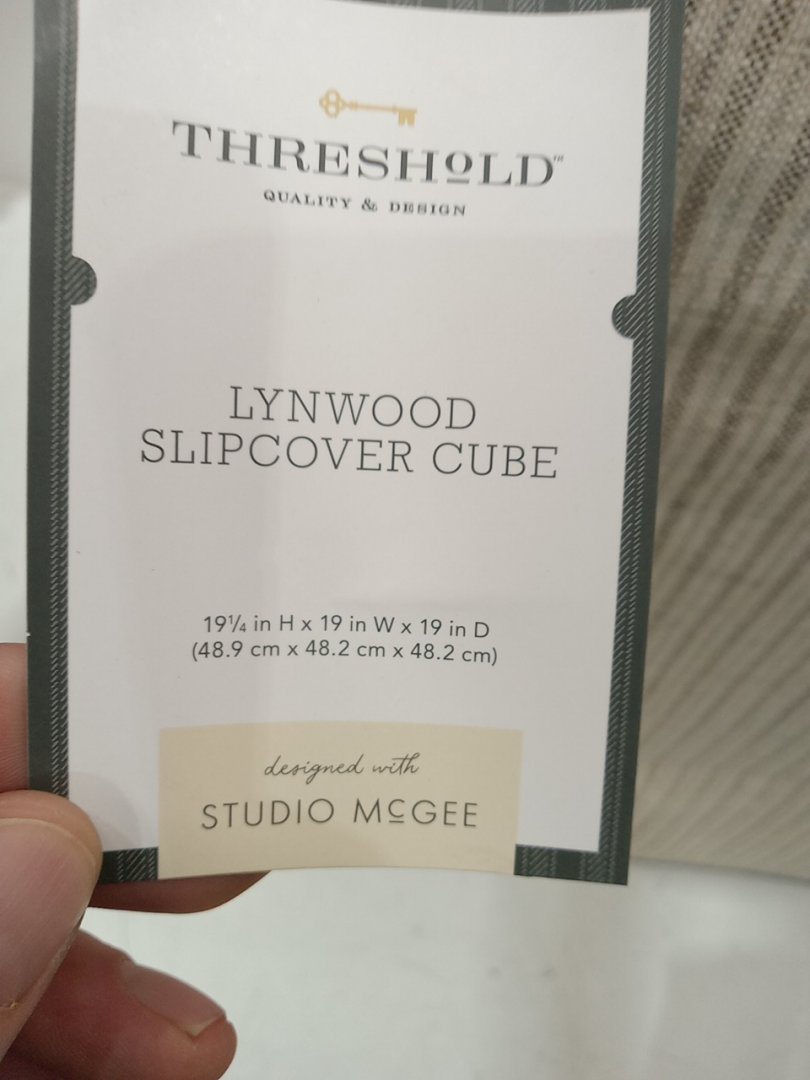 THRESHOLD™
QUALITY & DESIGN
LYNWOOD
SLIPCOVER CUBE
19¼ in H x 19 in W x 19 in D
(48.9 cm x 48.2 cm x 48.2 cm)
designed with
STUDIO McGEE